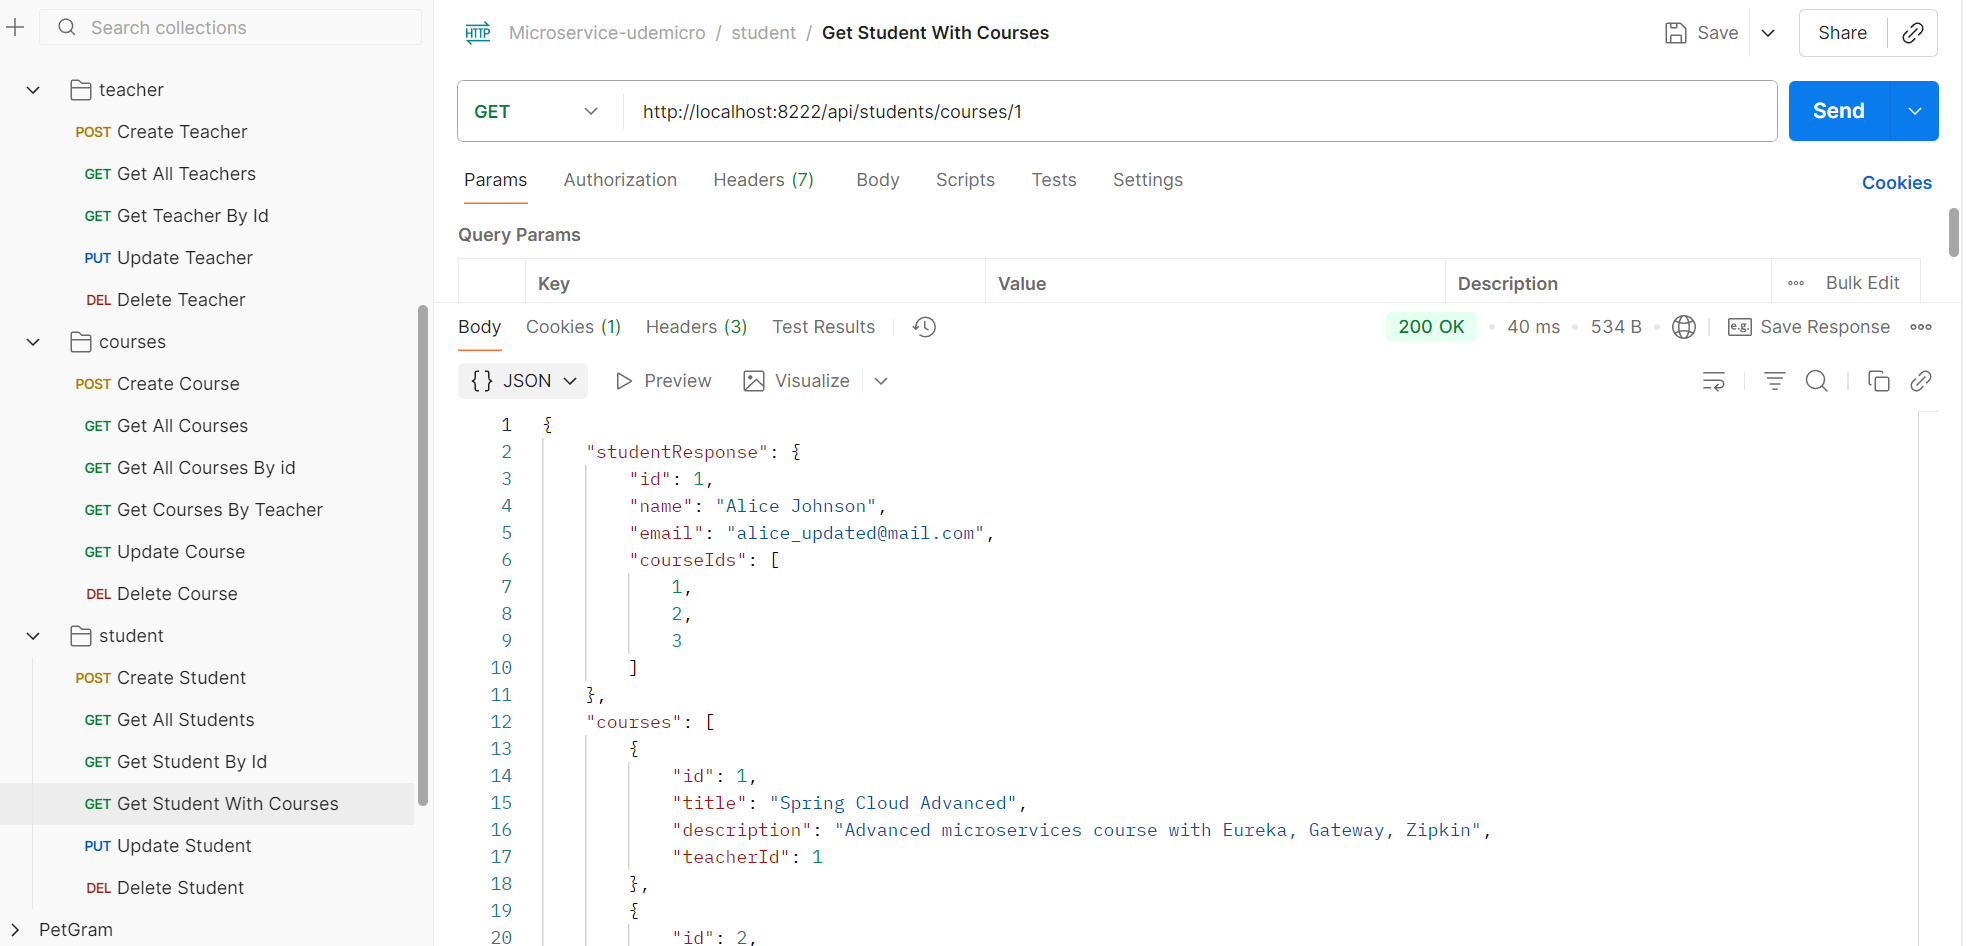 Search collections
teacher
POST Create Teacher
GET Get All Teachers
GET Get Teacher By Id
PUT Update Teacher
DEL Delete Teacher
courses
POST Create Course
GET Get All Courses
GET Get All Courses By id
GET Get Courses By Teacher
GET Update Course
DEL Delete Course
student
POST Create Student
GET Get All Students
GET Get Student By Id
GET Get Student With Courses
PUT Update Student
DEL Delete Student
PetGram
HTTP Microservice-udemicro / student / Get Student With Courses
Save Share
GET http://localhost:8222/api/students/courses/1 Send
Params Authorization Headers (7) Body Scripts Tests Settings Cookies
Query Params
Key Value Description Bulk Edit
Body Cookies (1) Headers (3) Test Results 200 OK 40 ms 534 B e.g. Save Response
{} JSON Preview Visualize
1 {
2 "studentResponse": {
3 "id": 1,
4 "name": "Alice Johnson",
5 "email": "alice_updated@mail.com",
6 "courseIds": [
7 1,
8 2,
9 3
10 ]
11 },
12 "courses": [
13 {
14 "id": 1,
15 "title": "Spring Cloud Advanced",
16 "description": "Advanced microservices course with Eureka, Gateway, Zipkin",
17 "teacherId": 1
18 },
19 {
20 "id": 2,